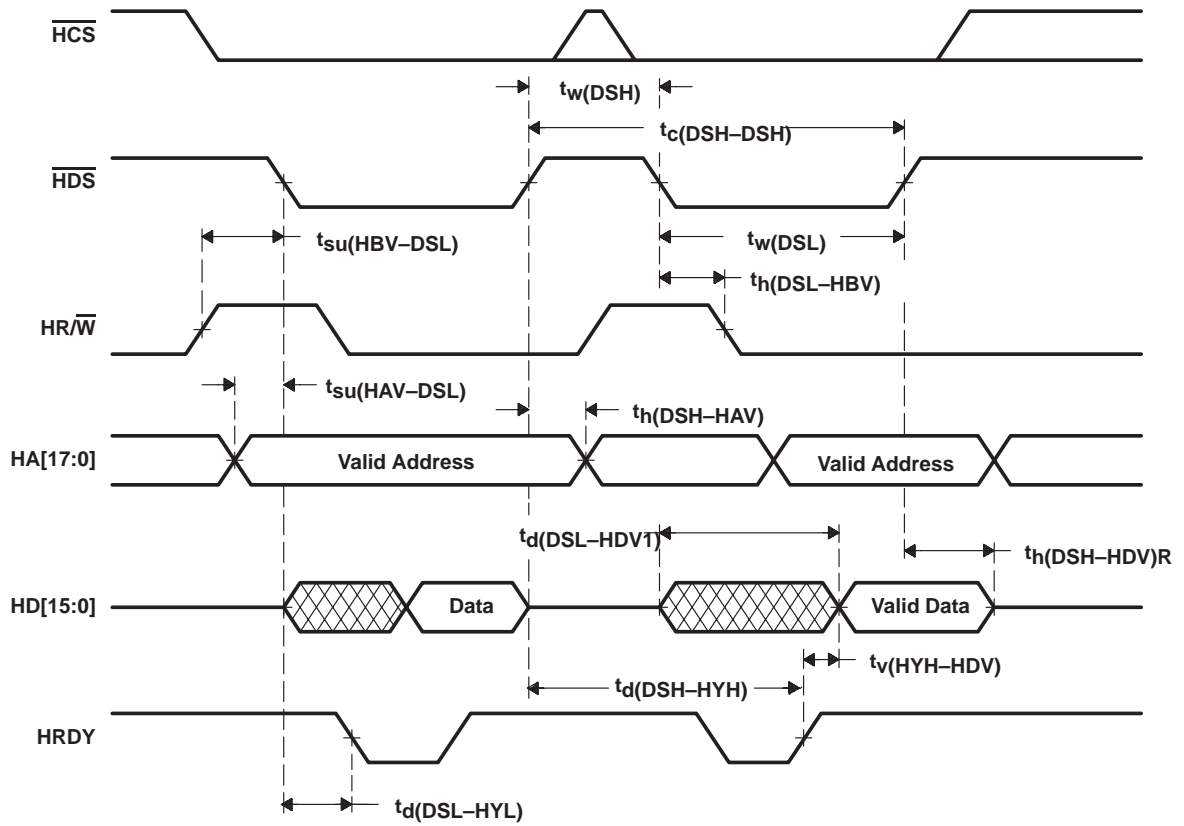 HCS
tw(DSH)
tc(DSH–DSH)
HDS
tsu(HBV–DSL)
tw(DSL)
th(DSL–HBV)
HR/W
tsu(HAV–DSL)
th(DSH–HAV)
HA[17:0]
Valid Address
Valid Address
td(DSL–HDV1)
th(DSH–HDV)R
HD[15:0]
Data
Valid Data
tv(HYH–HDV)
td(DSH–HYH)
HRDY
td(DSL–HYL)